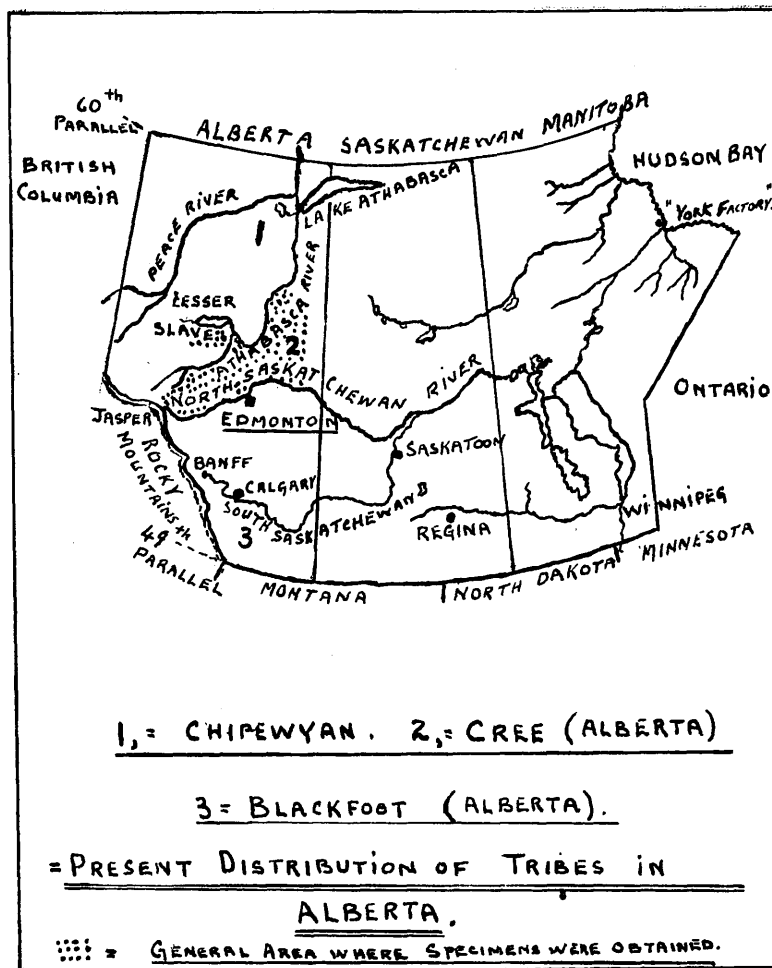 60th
PARALLEL
ALBERTA SASKATCHEWAN MANITOBA
BRITISH
COLUMBIA
HUDSON BAY
"YORK FACTORY"
LAKE ATHABASCA
PEACE RIVER
1
LESSER
SLAVE
ATHABASCA RIVER
2
NORTH SASKATCHEWAN RIVER
ONTARIO
EDMONTON
JASPER
ROCKY
MOUNTAINS
SASKATOON
BANFF
CALGARY
SOUTH SASKATCHEWAN
3
REGINA
WINNIPEG
49th
PARALLEL
MONTANA
NORTH DAKOTA
MINNESOTA
1,= CHIPEWYAN. 2,= CREE (ALBERTA)
3= BLACKFOOT (ALBERTA).
=PRESENT DISTRIBUTION OF TRIBES IN
ALBERTA.
= GENERAL AREA WHERE SPECIMENS WERE OBTAINED.